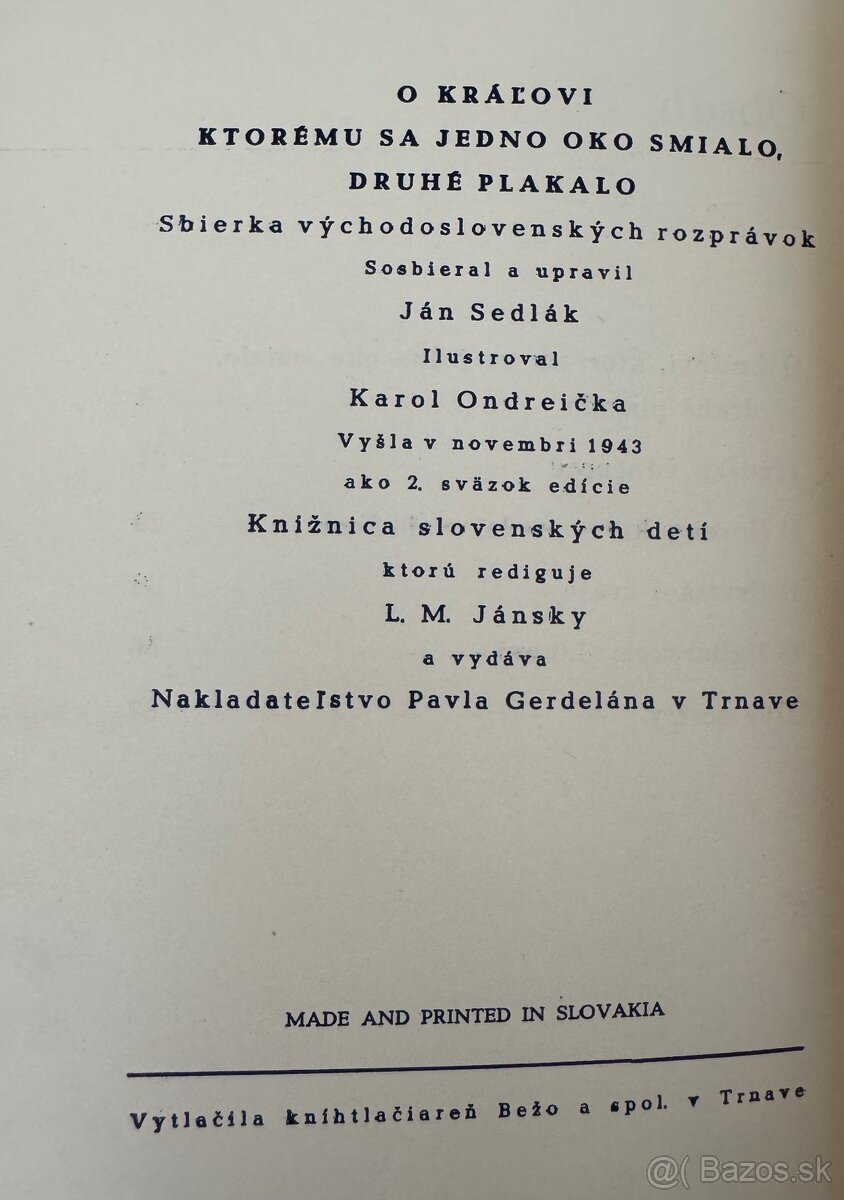 O KRÁĽOVI
KTORÉMU SA JEDNO OKO SMIALO,
DRUHÉ PLAKALO
Sbierka východoslovenských rozprávok
Sosbieral a upravil
Ján Sedlák
Ilustroval
Karol Ondreička
Vyšla v novembri 1943
ako 2. sväzok edície
Knižnica slovenských detí
ktorú rediguje
L. M. Jánsky
a vydáva
Nakladateľstvo Pavla Gerdelána v Trnave
MADE AND PRINTED IN SLOVAKIA
Vytlačila kníhtlačiareň Bežo a spol. v Trnave
@( Bazos.sk